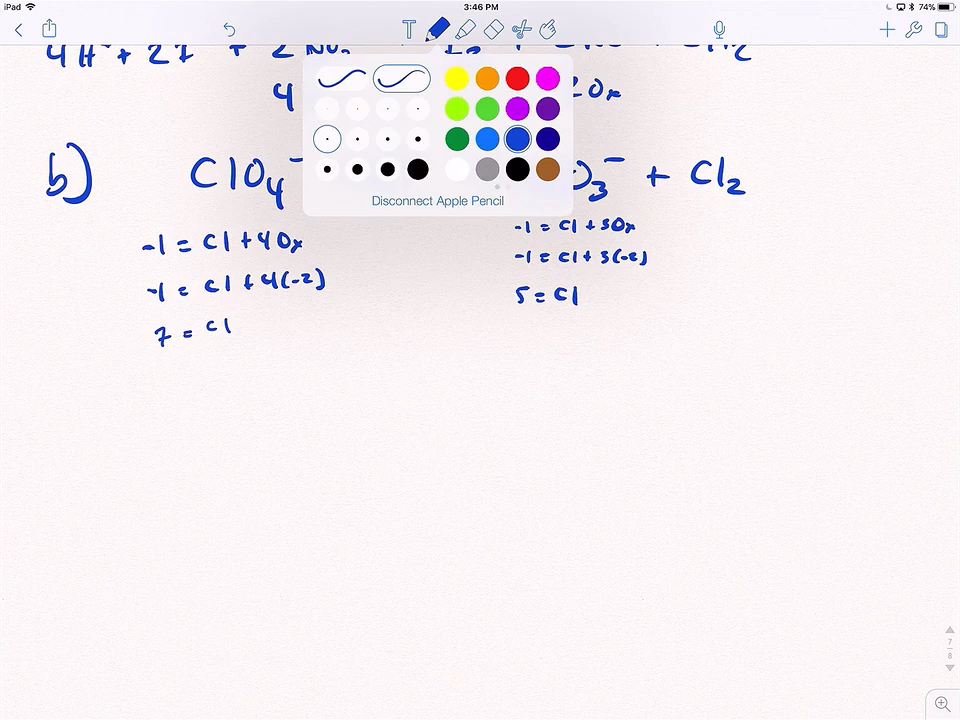 iPad 3:46 PM 74%
T
4
2Ox
b) ClO4- O3- + Cl2
Disconnect Apple Pencil
-1 = Cl + 4Ox
-1 = Cl + 3Ox
-1 = Cl + 4(-2)
-1 = Cl + 3(-2)
7 = Cl
5 = Cl
7
8